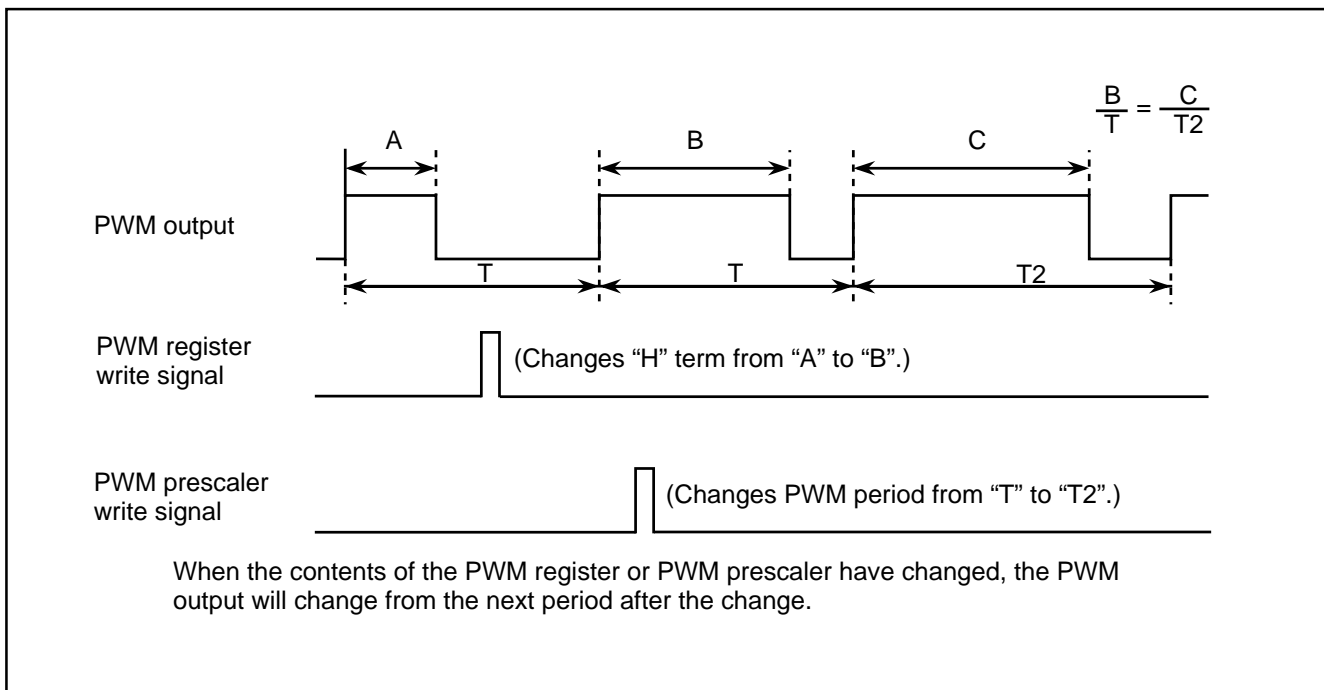 B
T
=
C
T2
A
B
C
PWM output
T
T
T2
PWM register
write signal
(Changes “H” term from “A” to “B”.)
PWM prescaler
write signal
(Changes PWM period from “T” to “T2”.)
When the contents of the PWM register or PWM prescaler have changed, the PWM
output will change from the next period after the change.